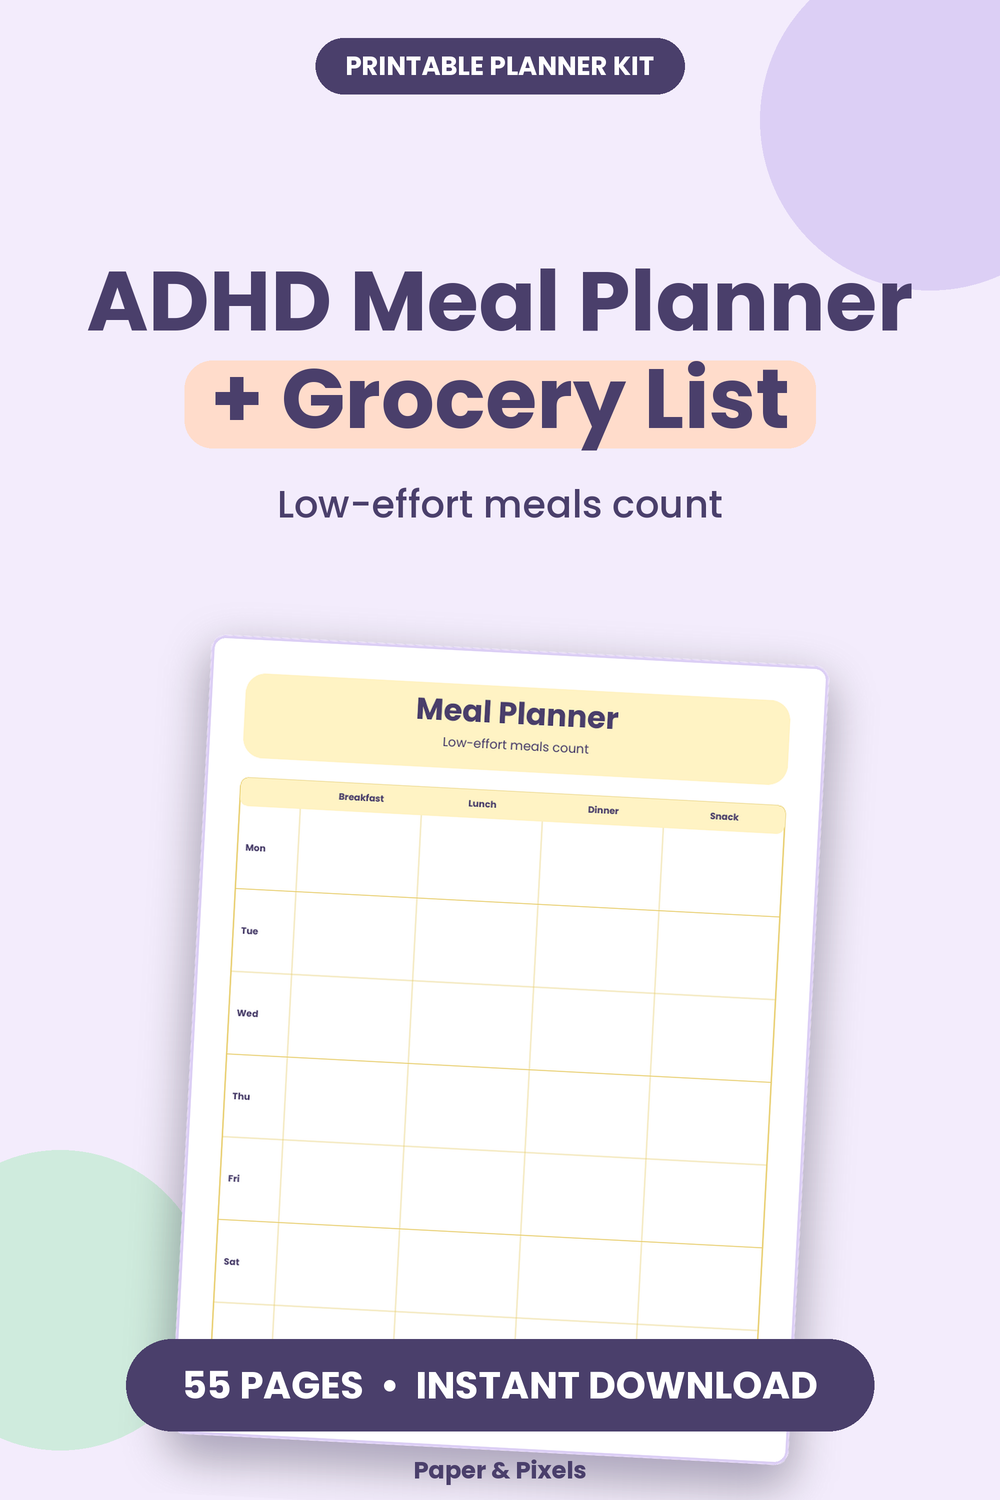 PRINTABLE PLANNER KIT
ADHD Meal Planner
+ Grocery List
Low-effort meals count
Meal Planner
Low-effort meals count
Breakfast Lunch Dinner Snack
Mon
Tue
Wed
Thu
Fri
Sat
55 PAGES • INSTANT DOWNLOAD
Paper & Pixels